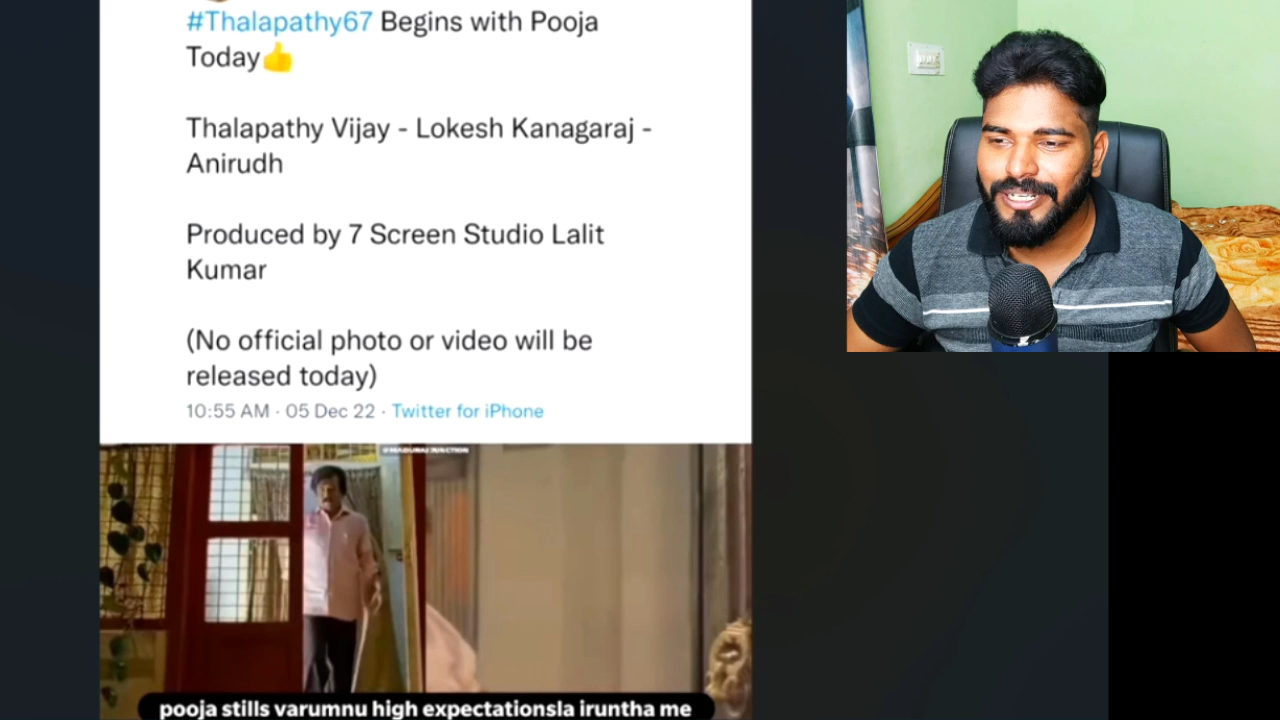 #Thalapathy67 Begins with Pooja
Today👍
Thalapathy Vijay - Lokesh Kanagaraj -
Anirudh
Produced by 7 Screen Studio Lalit
Kumar
(No official photo or video will be
released today)
10:55 AM · 05 Dec 22 · Twitter for iPhone
@MADURAI JUNCTION
pooja stills varumnu high expectationsla iruntha me